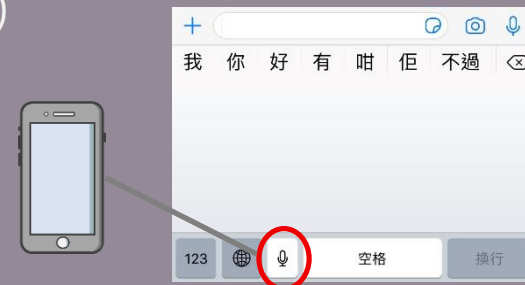 )
我 你 好 有 咁 佢 不過
123 空格 換行